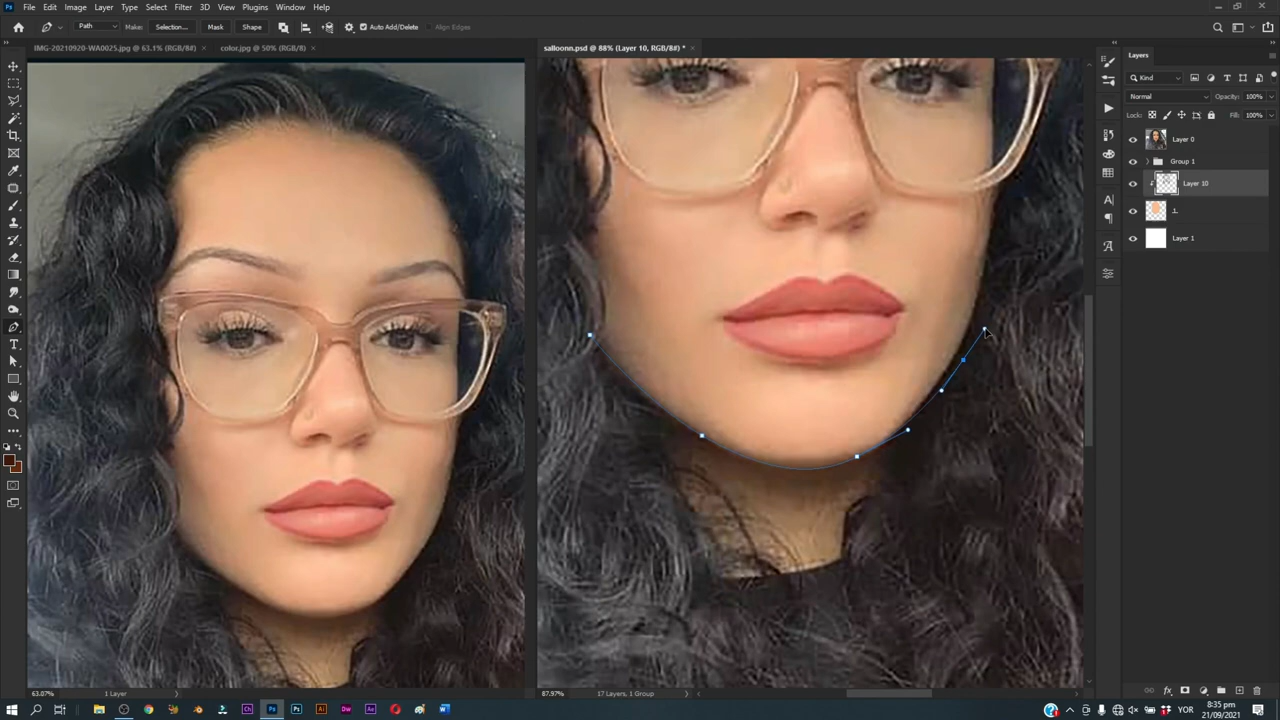 File Edit Image Layer Type Select Filter 3D View Plugins Window Help
Path Make: Selection... Mask Shape Auto Add/Delete Align Edges
IMG-20210920-WA0025.jpg @ 63.1% (RGB/8#) × color.jpg @ 50% (RGB/8) × salloonn.psd @ 88% (Layer 10, RGB/8#) * ×
Layers
Kind
Normal Opacity: 100%
Lock: Fill: 100%
Layer 0
Group 1
Layer 10
Layer 1
63.07% 1 Layer
87.97% 17 Layers, 1 Group
YOR 8:35 pm
21/09/2021